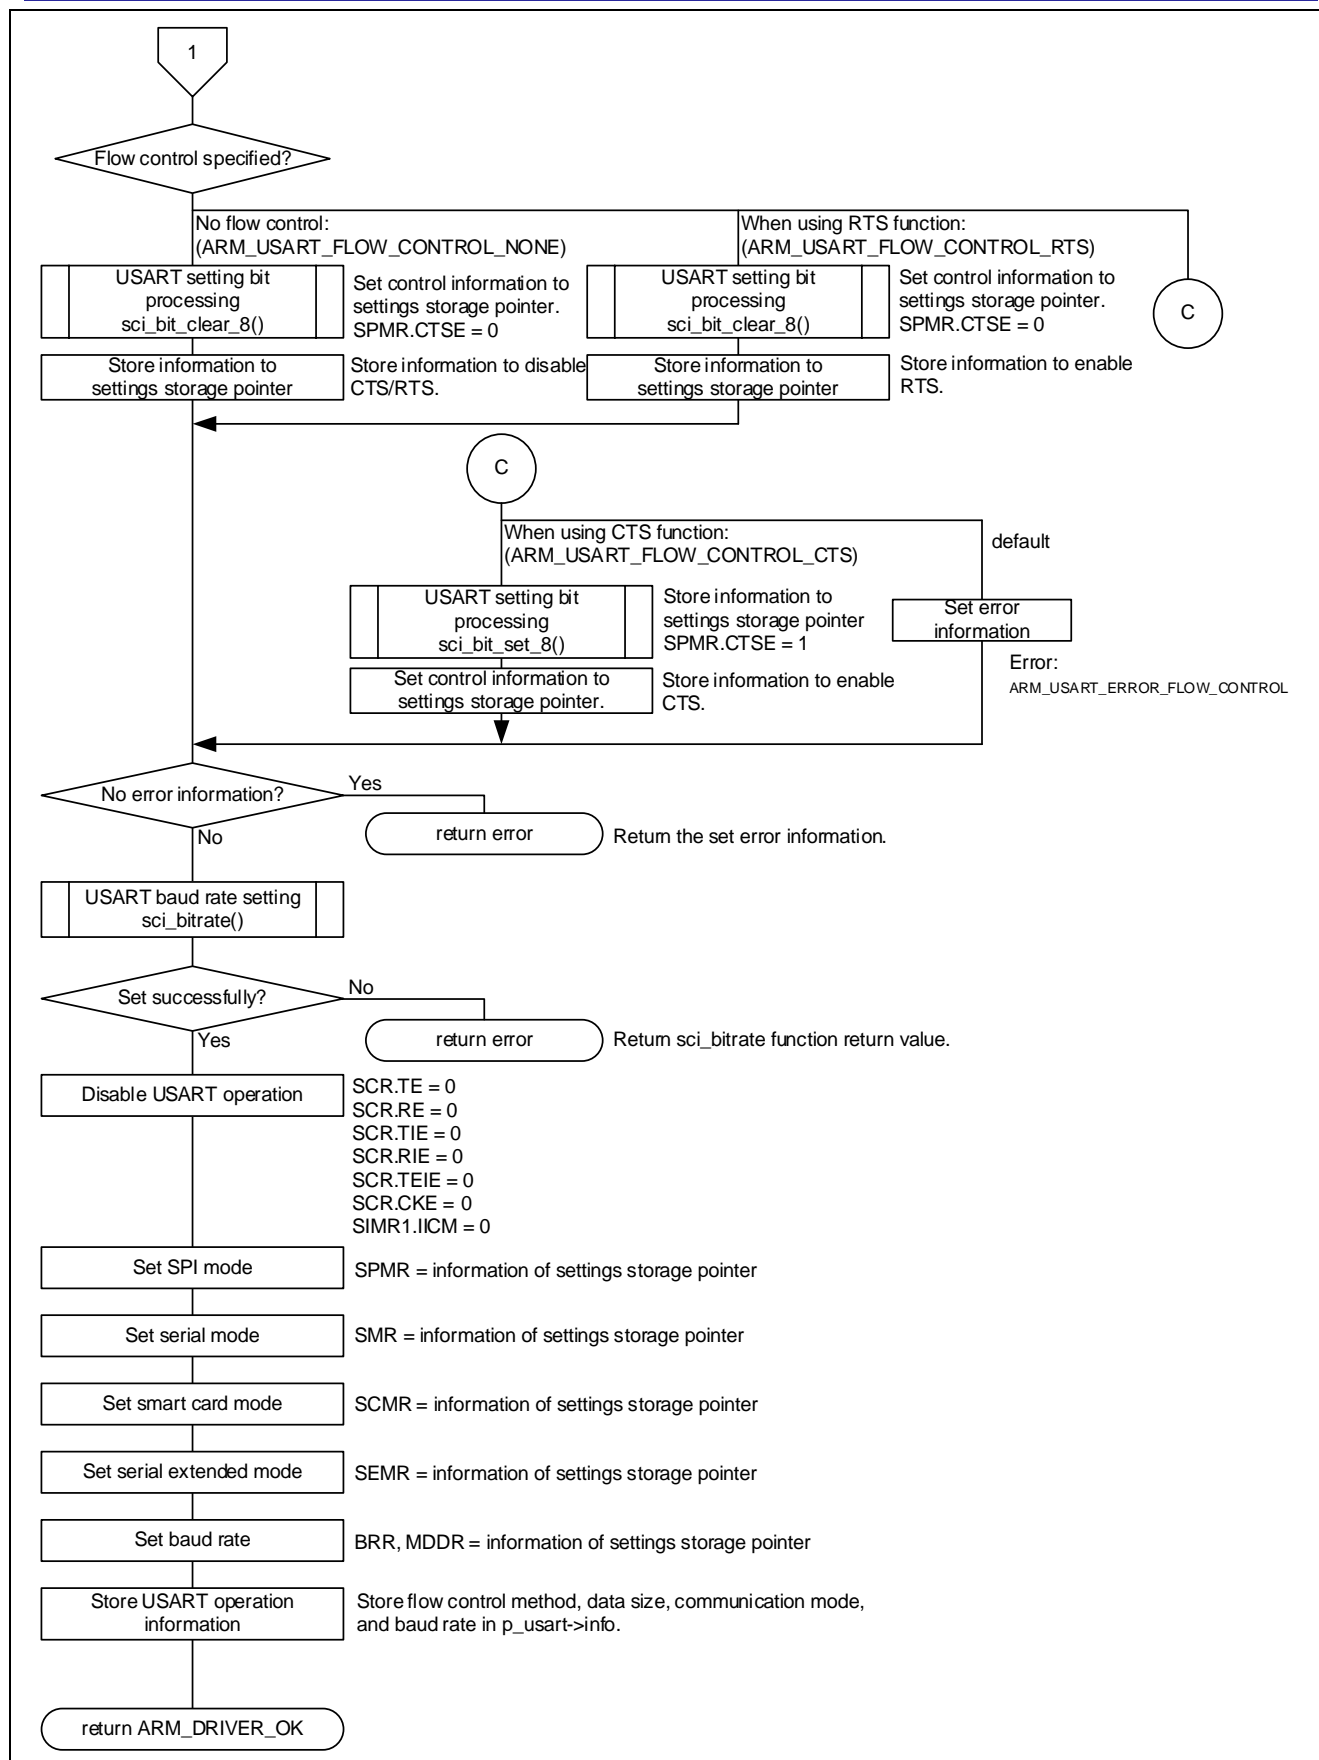 1
Flow control specified?
No flow control:
(ARM_USART_FLOW_CONTROL_NONE)
When using RTS function:
(ARM_USART_FLOW_CONTROL_RTS)
USART setting bit
processing
sci_bit_clear_8()
Set control information to
settings storage pointer.
SPMR.CTSE = 0
USART setting bit
processing
sci_bit_clear_8()
Set control information to
settings storage pointer.
SPMR.CTSE = 0
C
Store information to
settings storage pointer
Store information to disable
CTS/RTS.
Store information to
settings storage pointer
Store information to enable
RTS.
C
When using CTS function:
(ARM_USART_FLOW_CONTROL_CTS)
default
USART setting bit
processing
sci_bit_set_8()
Store information to
settings storage pointer
SPMR.CTSE = 1
Set error
information
Error:
ARM_USART_ERROR_FLOW_CONTROL
Set control information to
settings storage pointer.
Store information to enable
CTS.
No error information?
Yes
return error
Return the set error information.
No
USART baud rate setting
sci_bitrate()
Set successfully?
No
return error
Return sci_bitrate function return value.
Yes
Disable USART operation
SCR.TE = 0
SCR.RE = 0
SCR.TIE = 0
SCR.RIE = 0
SCR.TEIE = 0
SCR.CKE = 0
SIMR1.IICM = 0
Set SPI mode
SPMR = information of settings storage pointer
Set serial mode
SMR = information of settings storage pointer
Set smart card mode
SCMR = information of settings storage pointer
Set serial extended mode
SEMR = information of settings storage pointer
Set baud rate
BRR, MDDR = information of settings storage pointer
Store USART operation
information
Store flow control method, data size, communication mode,
and baud rate in p_usart->info.
return ARM_DRIVER_OK